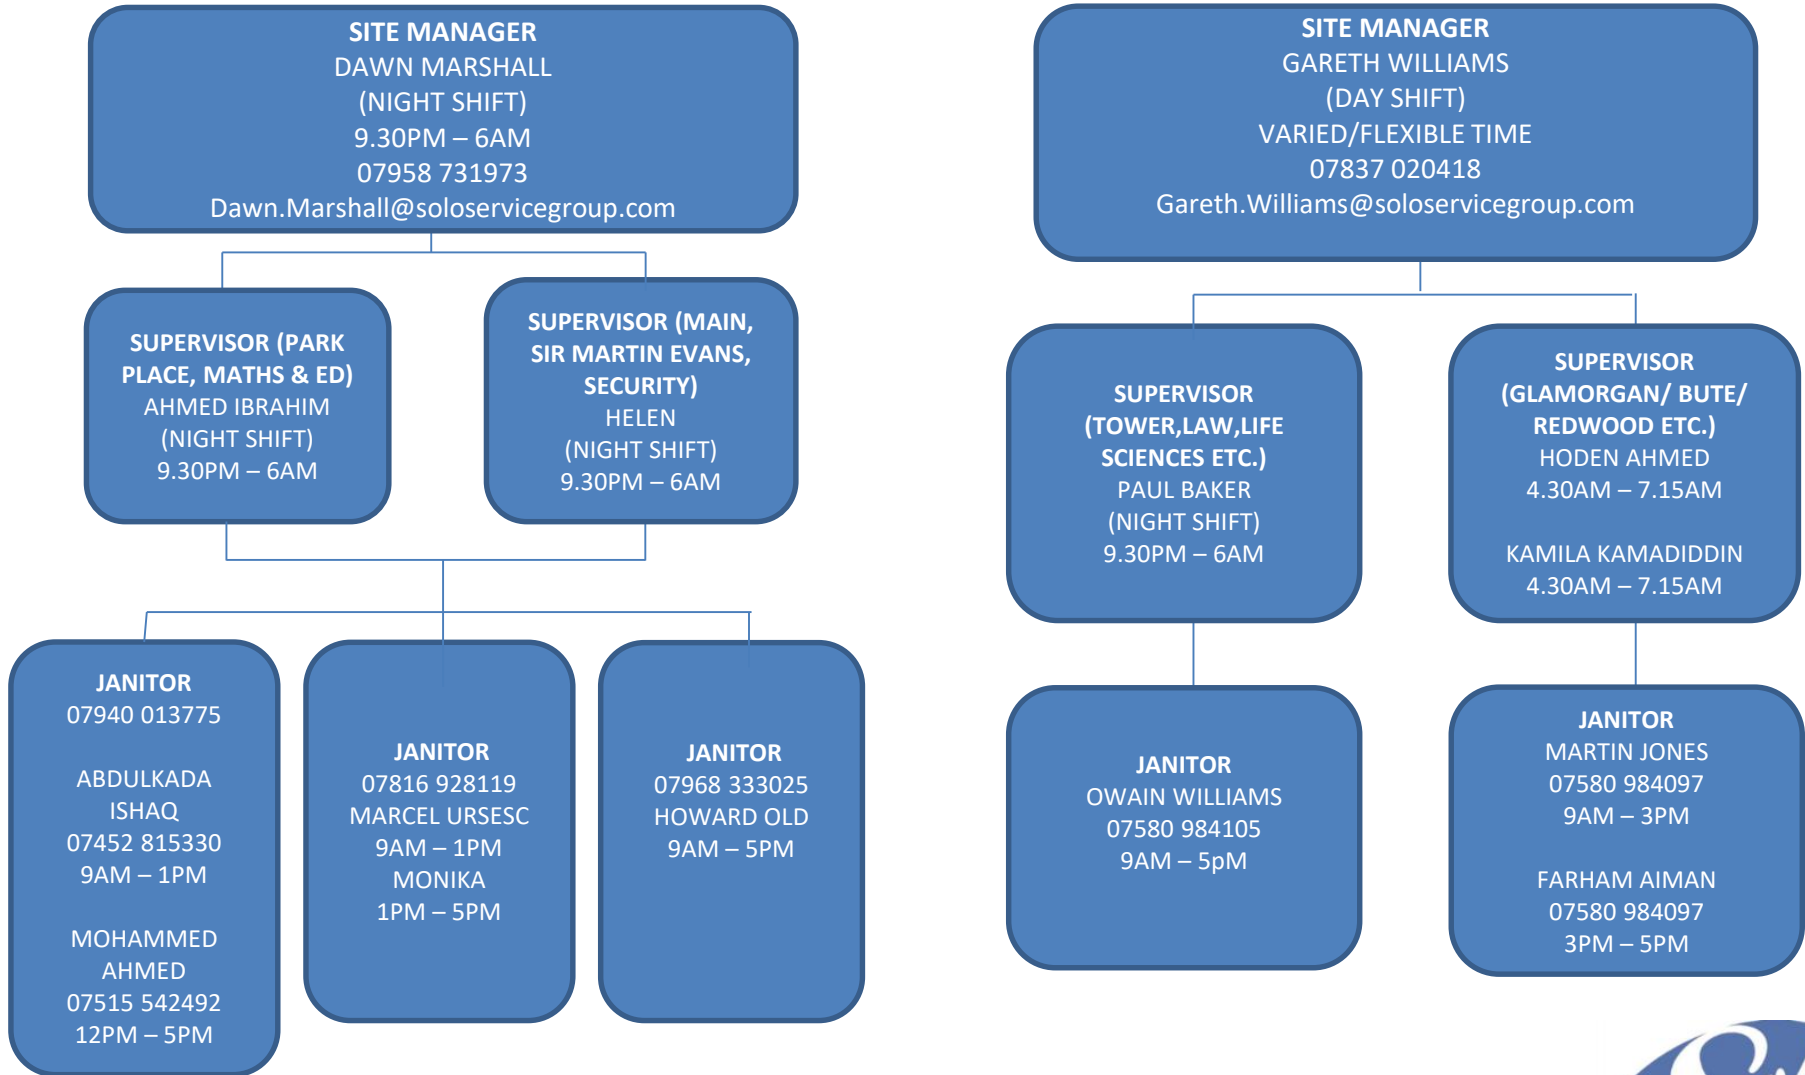 SITE MANAGER
DAWN MARSHALL
(NIGHT SHIFT)
9.30PM – 6AM
07958 731973
Dawn.Marshall@soloservicegroup.com
SITE MANAGER
GARETH WILLIAMS
(DAY SHIFT)
VARIED/FLEXIBLE TIME
07837 020418
Gareth.Williams@soloservicegroup.com
SUPERVISOR (PARK
PLACE, MATHS & ED)
AHMED IBRAHIM
(NIGHT SHIFT)
9.30PM – 6AM
SUPERVISOR (MAIN,
SIR MARTIN EVANS,
SECURITY)
HELEN
(NIGHT SHIFT)
9.30PM – 6AM
SUPERVISOR
(TOWER,LAW,LIFE
SCIENCES ETC.)
PAUL BAKER
(NIGHT SHIFT)
9.30PM – 6AM
SUPERVISOR
(GLAMORGAN/ BUTE/
REDWOOD ETC.)
HODEN AHMED
4.30AM – 7.15AM
KAMILA KAMADIDDIN
4.30AM – 7.15AM
JANITOR
07940 013775
ABDULKADA
ISHAQ
07452 815330
9AM – 1PM
MOHAMMED
AHMED
07515 542492
12PM – 5PM
JANITOR
07816 928119
MARCEL URSESC
9AM – 1PM
MONIKA
1PM – 5PM
JANITOR
07968 333025
HOWARD OLD
9AM – 5PM
JANITOR
OWAIN WILLIAMS
07580 984105
9AM – 5pM
JANITOR
MARTIN JONES
07580 984097
9AM – 3PM
FARHAM AIMAN
07580 984097
3PM – 5PM